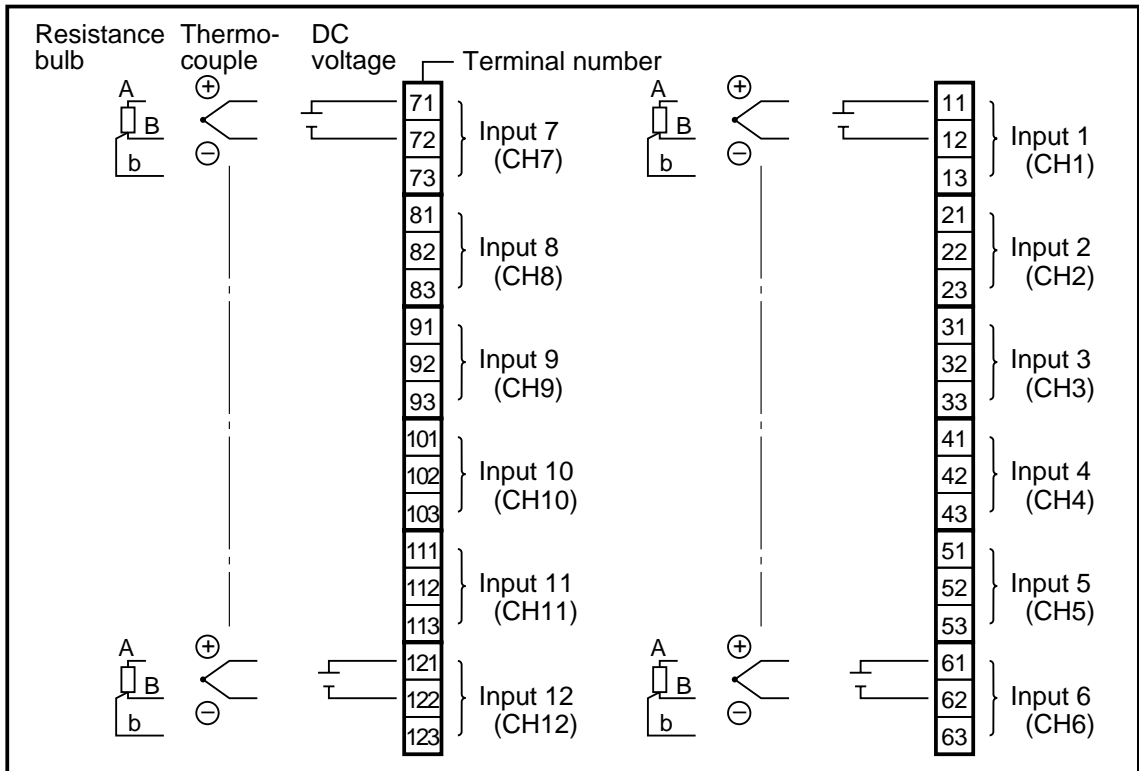 Resistance bulb
Thermo-couple
DC voltage
Terminal number
A
B
b
+
−
71
72
73
Input 7
(CH7)
81
82
83
Input 8
(CH8)
91
92
93
Input 9
(CH9)
101
102
103
Input 10
(CH10)
111
112
113
Input 11
(CH11)
A
B
b
+
−
121
122
123
Input 12
(CH12)
A
B
b
+
−
11
12
13
Input 1
(CH1)
21
22
23
Input 2
(CH2)
31
32
33
Input 3
(CH3)
41
42
43
Input 4
(CH4)
51
52
53
Input 5
(CH5)
A
B
b
+
−
61
62
63
Input 6
(CH6)